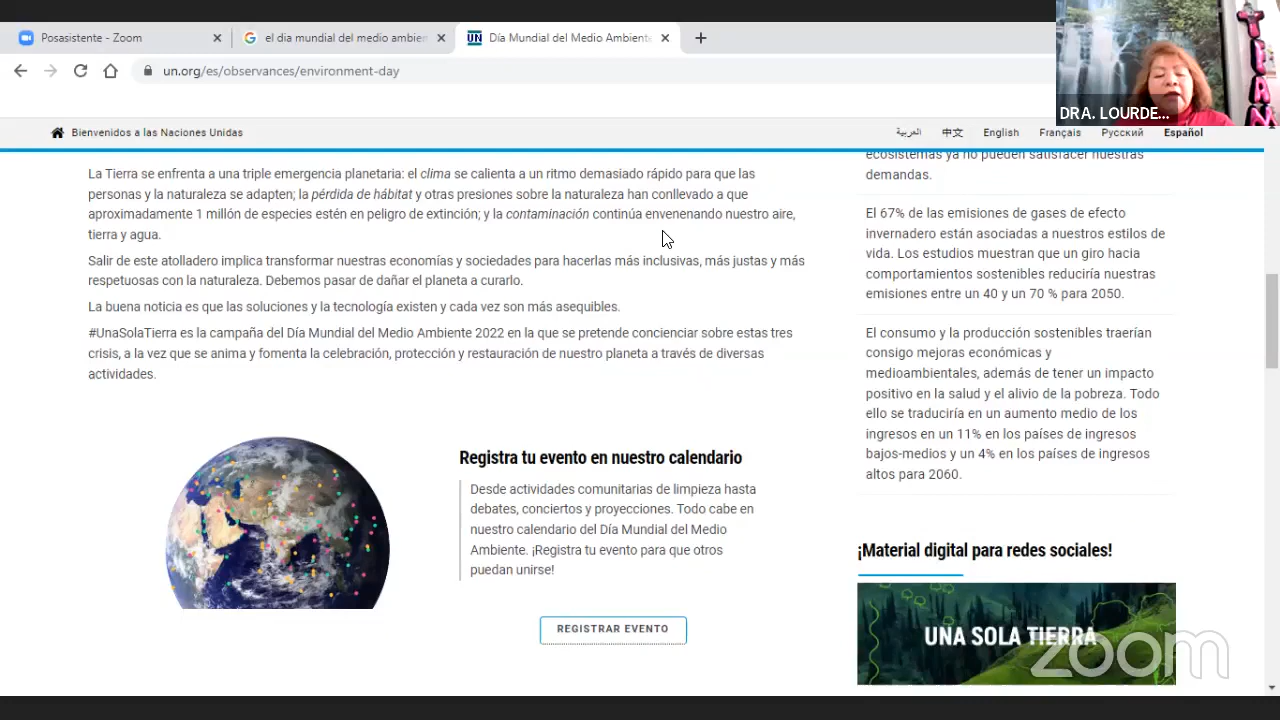 Posasistente - Zoom
el dia mundial del medio ambien
Día Mundial del Medio Ambiente
un.org/es/observances/environment-day
DRA. LOURDE...
Bienvenidos a las Naciones Unidas
العربية
中文
English
Français
Русский
Español
La Tierra se enfrenta a una triple emergencia planetaria: el clima se calienta a un ritmo demasiado rápido para que las
personas y la naturaleza se adapten; la pérdida de hábitat y otras presiones sobre la naturaleza han conllevado a que
aproximadamente 1 millón de especies estén en peligro de extinción; y la contaminación continúa envenenando nuestro aire,
tierra y agua.
Salir de este atolladero implica transformar nuestras economías y sociedades para hacerlas más inclusivas, más justas y más
respetuosas con la naturaleza. Debemos pasar de dañar el planeta a curarlo.
La buena noticia es que las soluciones y la tecnología existen y cada vez son más asequibles.
#UnaSolaTierra es la campaña del Día Mundial del Medio Ambiente 2022 en la que se pretende concienciar sobre estas tres
crisis, a la vez que se anima y fomenta la celebración, protección y restauración de nuestro planeta a través de diversas
actividades.
Registra tu evento en nuestro calendario
Desde actividades comunitarias de limpieza hasta
debates, conciertos y proyecciones. Todo cabe en
nuestro calendario del Día Mundial del Medio
Ambiente. ¡Registra tu evento para que otros
puedan unirse!
REGISTRAR EVENTO
ecosistemas ya no pueden satisfacer nuestras
demandas.
El 67% de las emisiones de gases de efecto
invernadero están asociadas a nuestros estilos de
vida. Los estudios muestran que un giro hacia
comportamientos sostenibles reduciría nuestras
emisiones entre un 40 y un 70 % para 2050.
El consumo y la producción sostenibles traerían
consigo mejoras económicas y
medioambientales, además de tener un impacto
positivo en la salud y el alivio de la pobreza. Todo
ello se traduciría en un aumento medio de los
ingresos en un 11% en los países de ingresos
bajos-medios y un 4% en los países de ingresos
altos para 2060.
¡Material digital para redes sociales!
UNA SOLA TIERRA
zoom